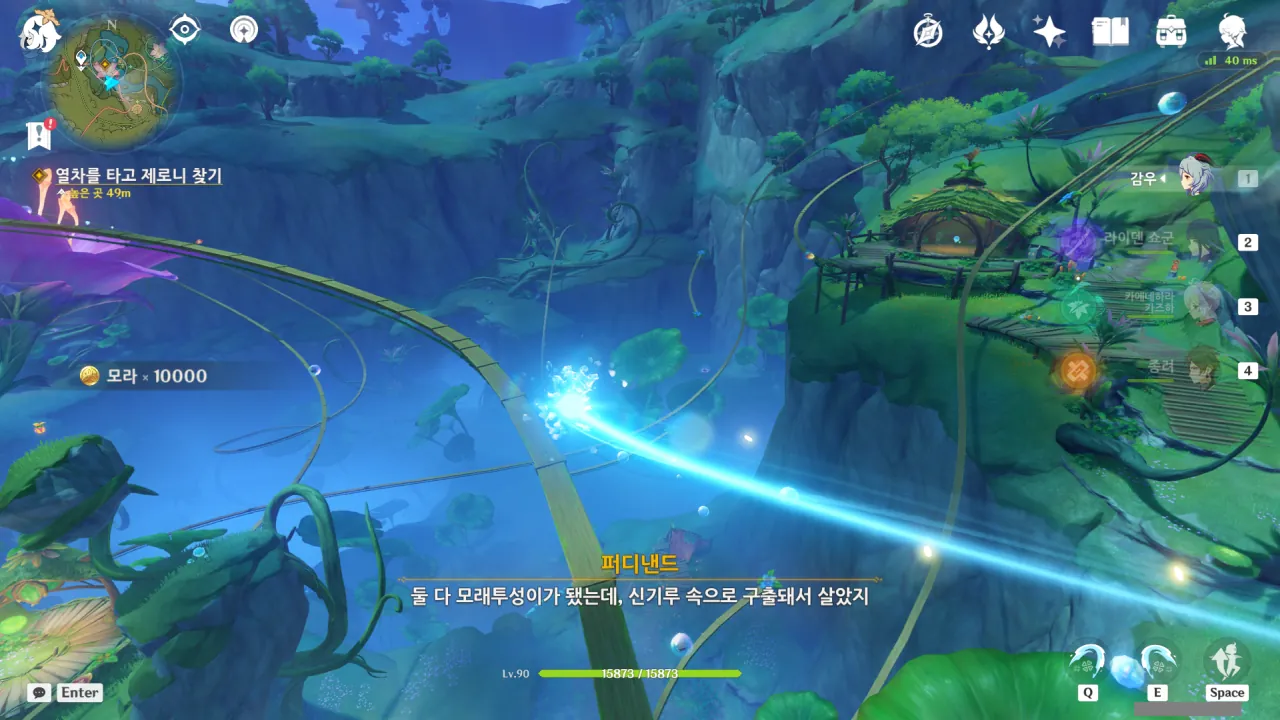 N
40 ms
열차를 타고 제로니 찾기
높은 곳 49m
감우
1
라이덴 쇼군
2
카에데하라
카즈하
3
종려
4
모라 × 10000
퍼디낸드
둘 다 모래투성이가 됐는데, 신기루 속으로 구출돼서 살았지
Lv.90
15873 / 15873
Enter
Q
E
Space